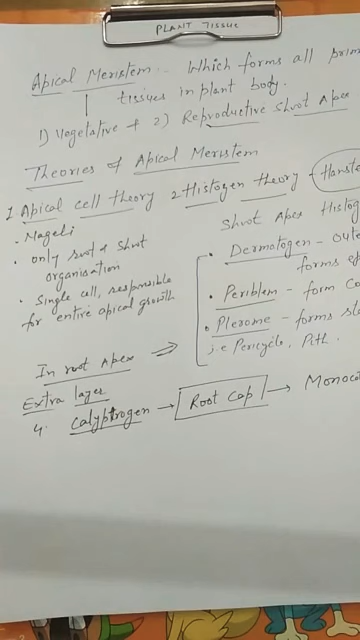 PLANT TISSUE
Apical Meristem - Which forms all prim
tissues in plant body.
1) Vegetative + 2) Reproductive Shoot Apex
Theories of Apical Meristem
1. Apical cell theory 2. Histogen theory - Hanste
Shoot Apex Histog
• Nageli
• only root & shoot
organisation
• Single cell, responsible
for entire apical growth
• Dermatogen - Oute
forms ep
• Periblem - form Co
• Plerome - forms ste
i.e Pericycle, Pith.
In root Apex ⇒
Extra layer
4. Calyptrogen → Root Cap → Monoco